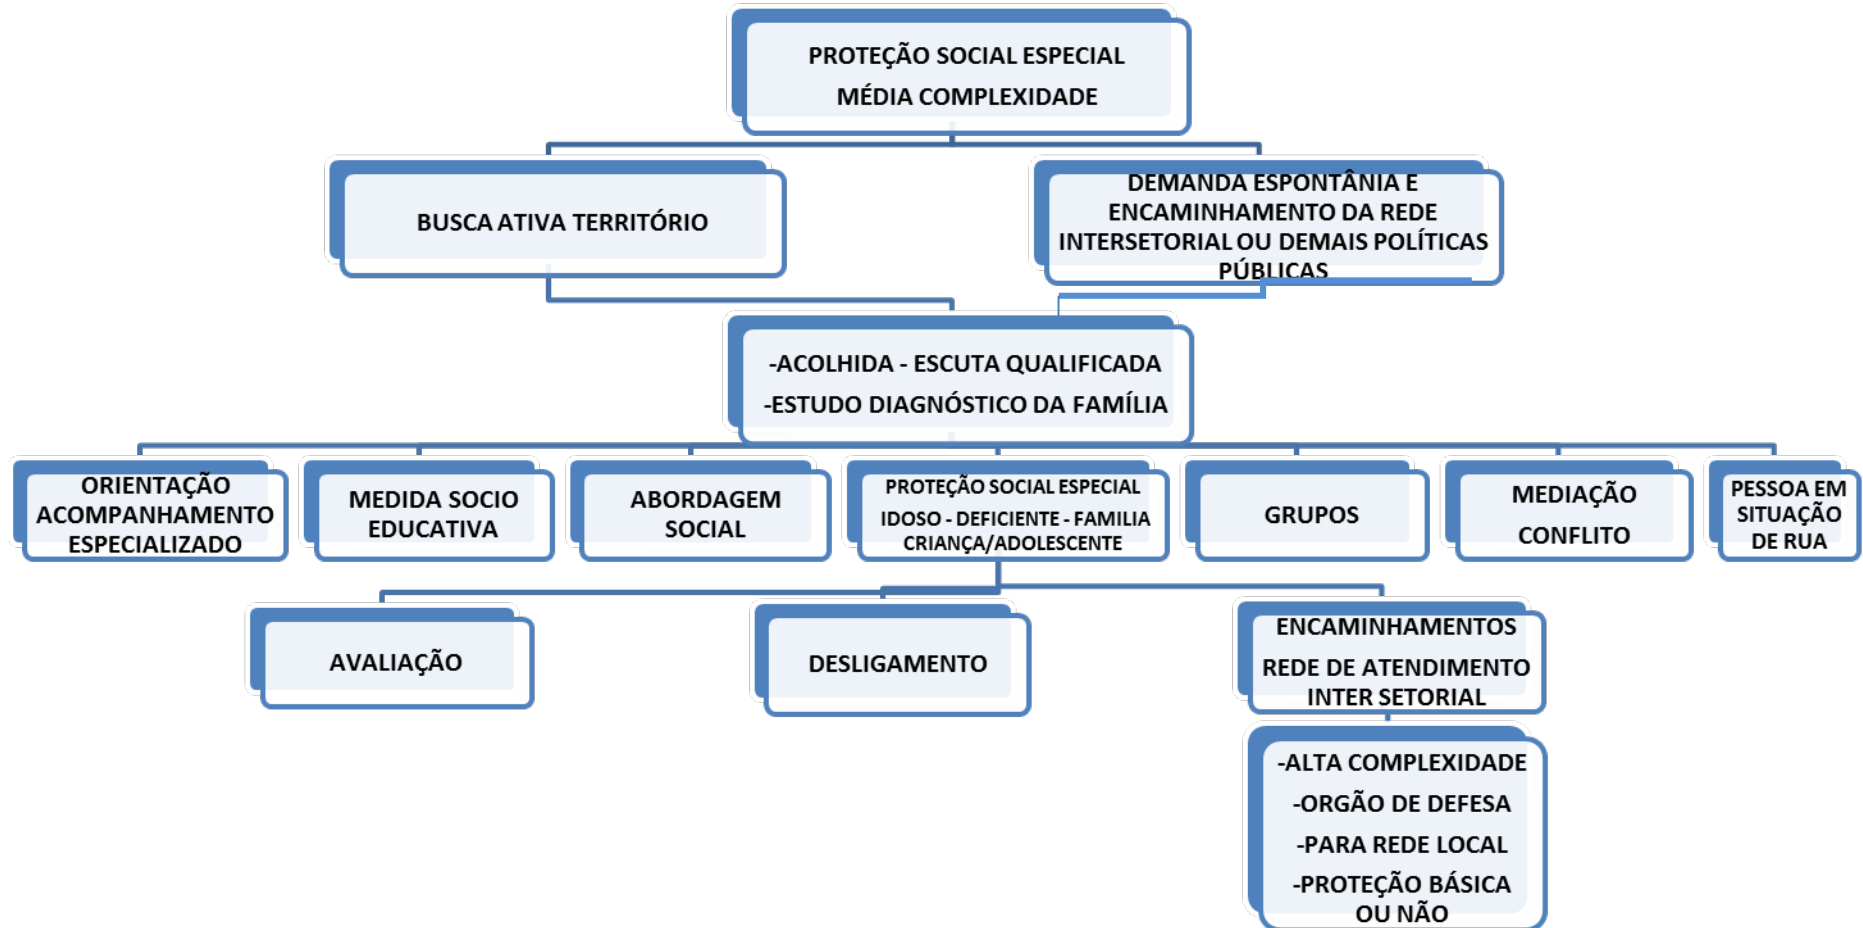 PROTEÇÃO SOCIAL ESPECIAL
MÉDIA COMPLEXIDADE
BUSCA ATIVA TERRITÓRIO
DEMANDA ESPONTÂNIA E
ENCAMINHAMENTO DA REDE
INTERSETORIAL OU DEMAIS POLÍTICAS
PÚBLICAS
-ACOLHIDA - ESCUTA QUALIFICADA
-ESTUDO DIAGNÓSTICO DA FAMÍLIA
ORIENTAÇÃO
ACOMPANHAMENTO
ESPECIALIZADO
MEDIDA SOCIO
EDUCATIVA
ABORDAGEM
SOCIAL
PROTEÇÃO SOCIAL ESPECIAL
IDOSO - DEFICIENTE - FAMILIA
CRIANÇA/ADOLESCENTE
GRUPOS
MEDIAÇÃO
CONFLITO
PESSOA EM
SITUAÇÃO
DE RUA
AVALIAÇÃO
DESLIGAMENTO
ENCAMINHAMENTOS
REDE DE ATENDIMENTO
INTER SETORIAL
-ALTA COMPLEXIDADE
-ORGÃO DE DEFESA
-PARA REDE LOCAL
-PROTEÇÃO BÁSICA
OU NÃO